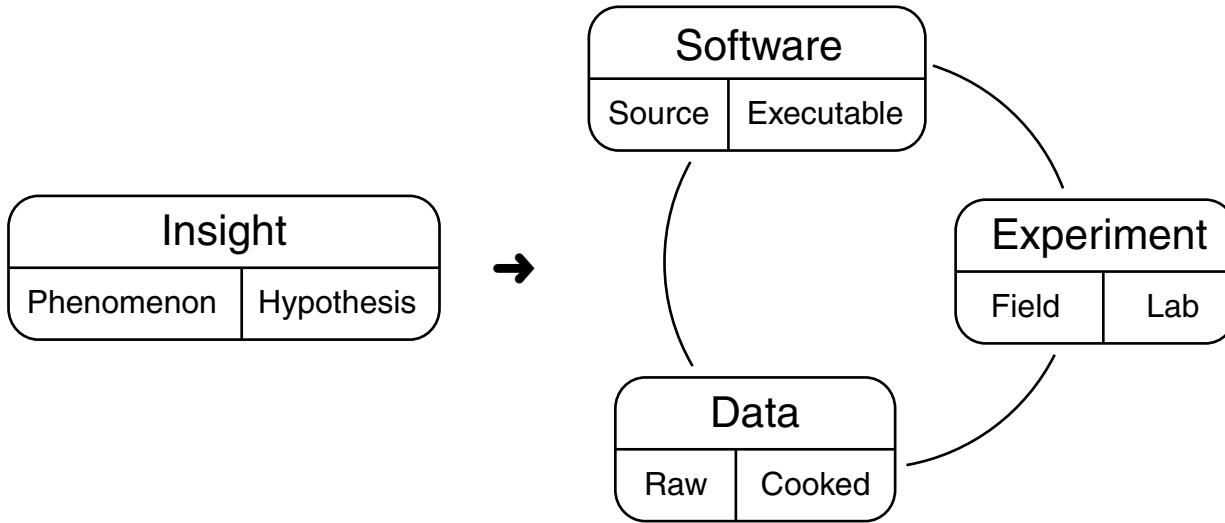 Insight
Phenomenon Hypothesis
Software
Source Executable
Experiment
Field Lab
Data
Raw Cooked